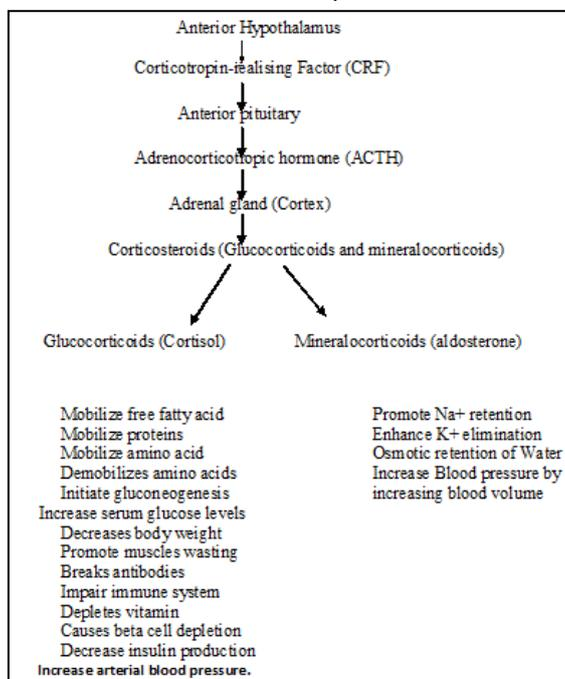 Anterior Hypothalamus
Corticotropin-realising Factor (CRF)
Anterior pituitary
Adrenocorticotropic hormone (ACTH)
Adrenal gland (Cortex)
Corticosteroids (Glucocorticoids and mineralocorticoids)
Glucocorticoids (Cortisol)
Mineralocorticoids (aldosterone)
Mobilize free fatty acid
Mobilize proteins
Mobilize amino acid
Demobilizes amino acids
Initiate gluconeogenesis
Increase serum glucose levels
Decreases body weight
Promote muscles wasting
Breaks antibodies
Impair immune system
Depletes vitamin
Causes beta cell depletion
Decrease insulin production
Increase arterial blood pressure.
Promote Na+ retention
Enhance K+ elimination
Osmotic retention of Water
Increase Blood pressure by
increasing blood volume